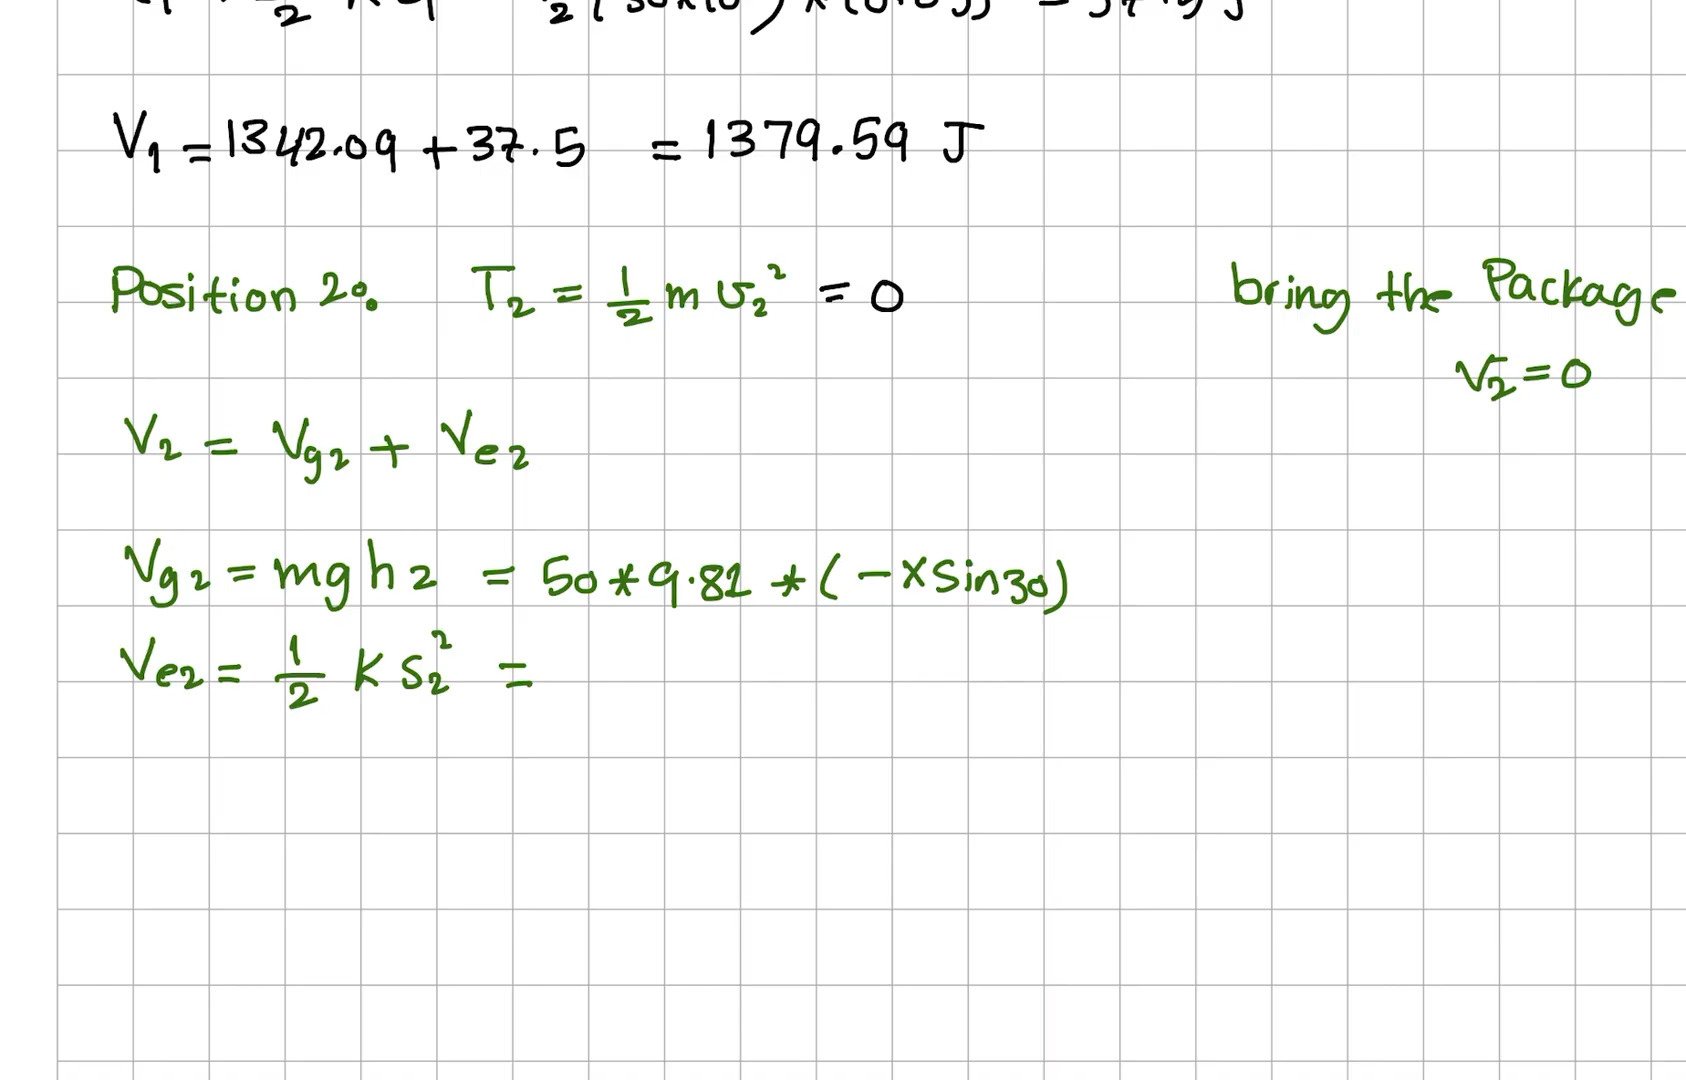 V₁ = 1342.09 + 37.5 = 1379.59 J
Position 2: T₂ = 1/2 m v₂² = 0 bring the Package
v₂ = 0
V₂ = Vg₂ + Ve₂
Vg₂ = mgh₂ = 50 * 9.81 * (-x sin30)
Ve₂ = 1/2 K S₂² =